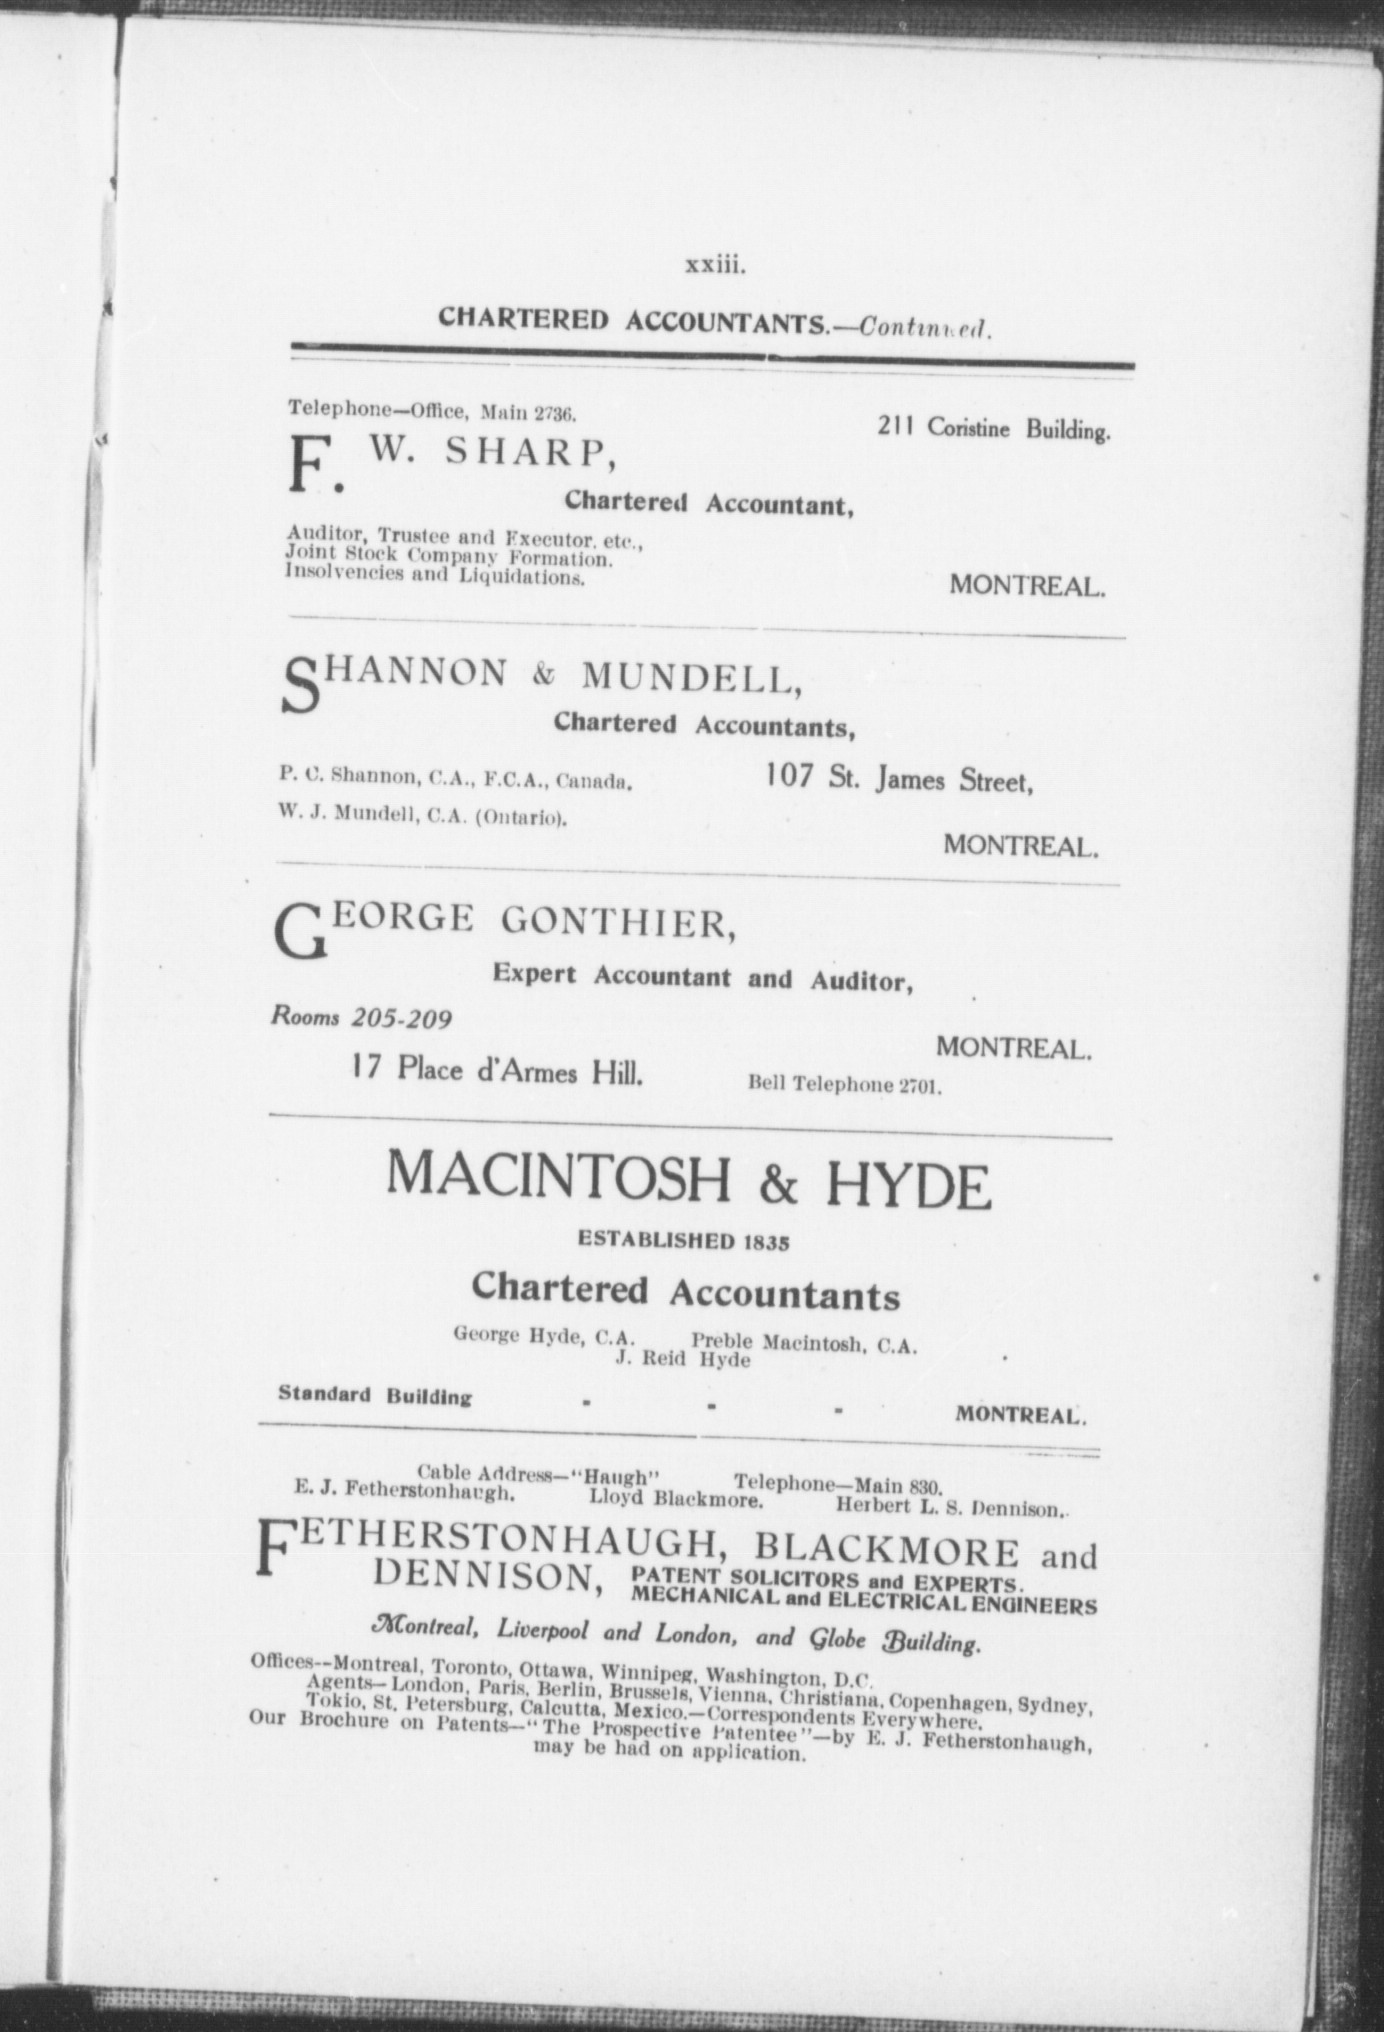 xxiii.
CHARTERED ACCOUNTANTS.—Continued.
Telephone—Office, Main 2736.
211 Coristine Building.
F. W. SHARP,
Chartered Accountant,
Auditor, Trustee and Executor, etc.,
Joint Stock Company Formation.
Insolvencies and Liquidations.
MONTREAL.
SHANNON & MUNDELL,
Chartered Accountants,
P. C. Shannon, C.A., F.C.A., Canada.
107 St. James Street,
W. J. Mundell, C.A. (Ontario).
MONTREAL.
GEORGE GONTHIER,
Expert Accountant and Auditor,
Rooms 205-209
MONTREAL.
17 Place d'Armes Hill.
Bell Telephone 2701.
MACINTOSH & HYDE
ESTABLISHED 1835
Chartered Accountants
George Hyde, C.A. Preble Macintosh, C.A.
J. Reid Hyde
Standard Building - - - MONTREAL.
Cable Address—"Haugh" Telephone—Main 830.
E. J. Fetherstonhaugh. Lloyd Blackmore. Herbert L. S. Dennison.
FETHERSTONHAUGH, BLACKMORE and
DENNISON, PATENT SOLICITORS and EXPERTS.
MECHANICAL and ELECTRICAL ENGINEERS
Montreal, Liverpool and London, and Globe Building.
Offices--Montreal, Toronto, Ottawa, Winnipeg, Washington, D.C.
Agents—London, Paris, Berlin, Brussels, Vienna, Christiana, Copenhagen, Sydney,
Tokio, St. Petersburg, Calcutta, Mexico.—Correspondents Everywhere.
Our Brochure on Patents—"The Prospective Patentee"—by E. J. Fetherstonhaugh,
may be had on application.